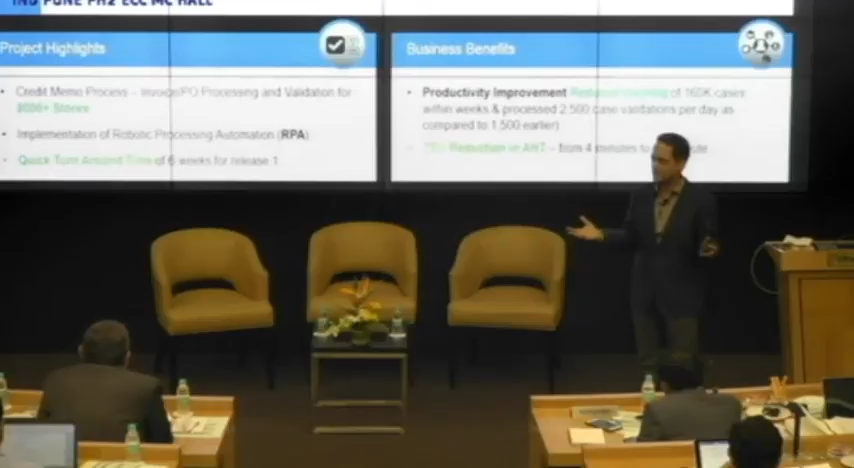 IND PUNE PH2 ECC MC HALL
Project Highlights
• Credit Memo Process – Invoice/PO Processing and Validation for
8000+ Stores
• Implementation of Robotic Processing Automation (RPA)
• Quick Turn Around Time of 6 weeks for release 1
Business Benefits
• Productivity Improvement of 160K cases
within weeks & processed 2,500 case validations per day as
compared to 1,500 earlier)
• Reduction in AHT – from 4 minutes to